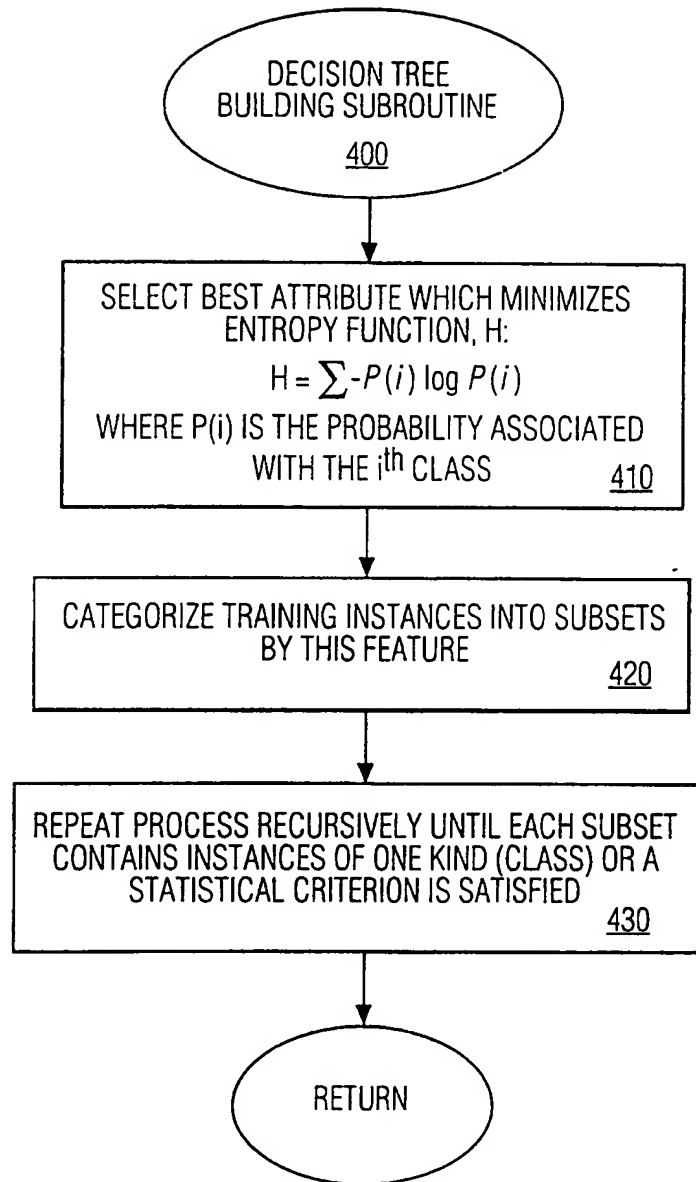 DECISION TREE
BUILDING SUBROUTINE
400
SELECT BEST ATTRIBUTE WHICH MINIMIZES
ENTROPY FUNCTION, H:
H = ∑ -P(i) log P(i)
WHERE P(i) IS THE PROBABILITY ASSOCIATED
WITH THE ith CLASS
410
CATEGORIZE TRAINING INSTANCES INTO SUBSETS
BY THIS FEATURE
420
REPEAT PROCESS RECURSIVELY UNTIL EACH SUBSET
CONTAINS INSTANCES OF ONE KIND (CLASS) OR A
STATISTICAL CRITERION IS SATISFIED
430
RETURN